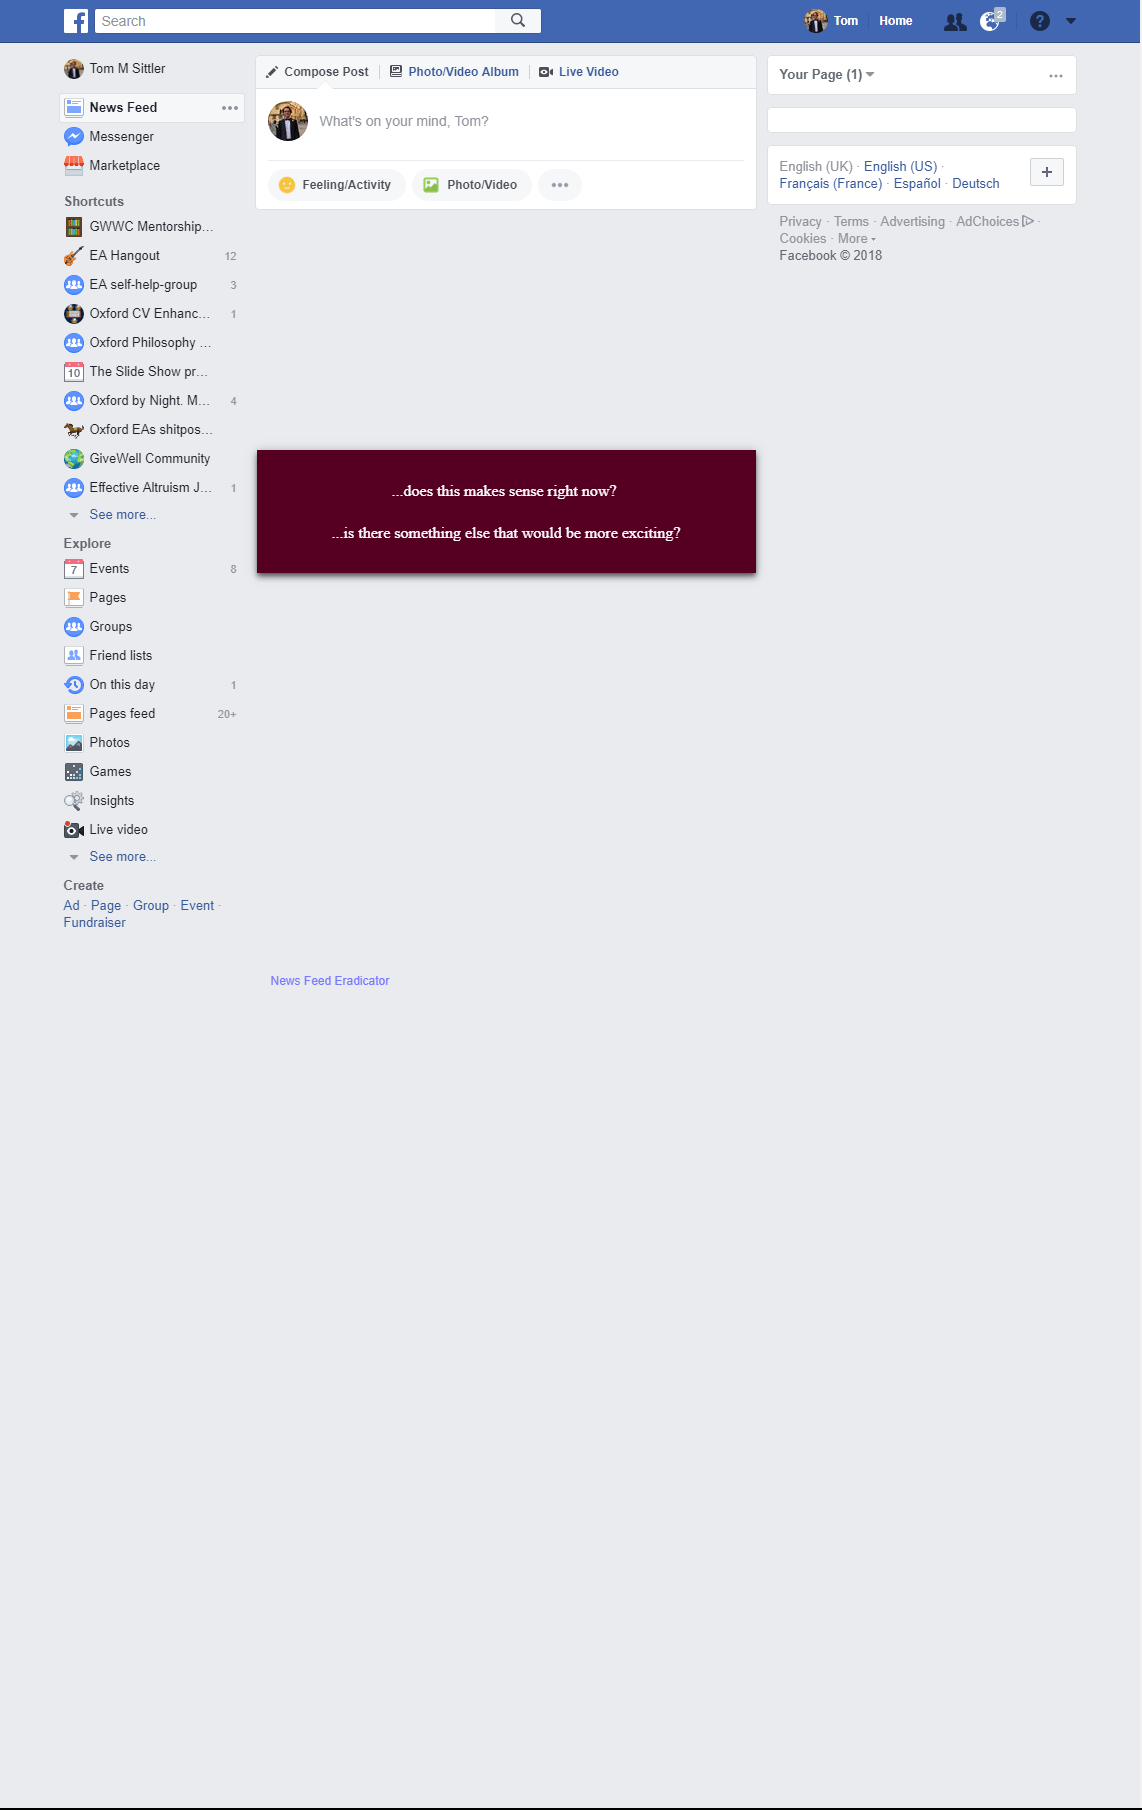 Search
Tom
Home
2
Tom M Sittler
News Feed
Messenger
Marketplace
Shortcuts
GWWC Mentorship...
EA Hangout 12
EA self-help-group 3
Oxford CV Enhanc... 1
Oxford Philosophy ...
10 The Slide Show pr...
Oxford by Night. M... 4
Oxford EAs shitpos...
GiveWell Community
Effective Altruism J... 1
See more...
Explore
7 Events 8
Pages
Groups
Friend lists
On this day 1
Pages feed 20+
Photos
Games
Insights
Live video
See more...
Create
Ad · Page · Group · Event ·
Fundraiser
Compose Post
Photo/Video Album
Live Video
What's on your mind, Tom?
Feeling/Activity
Photo/Video
...does this makes sense right now?
...is there something else that would be more exciting?
News Feed Eradicator
Your Page (1)
English (UK) · English (US) ·
Français (France) · Español · Deutsch
Privacy · Terms · Advertising · AdChoices ·
Cookies · More
Facebook © 2018